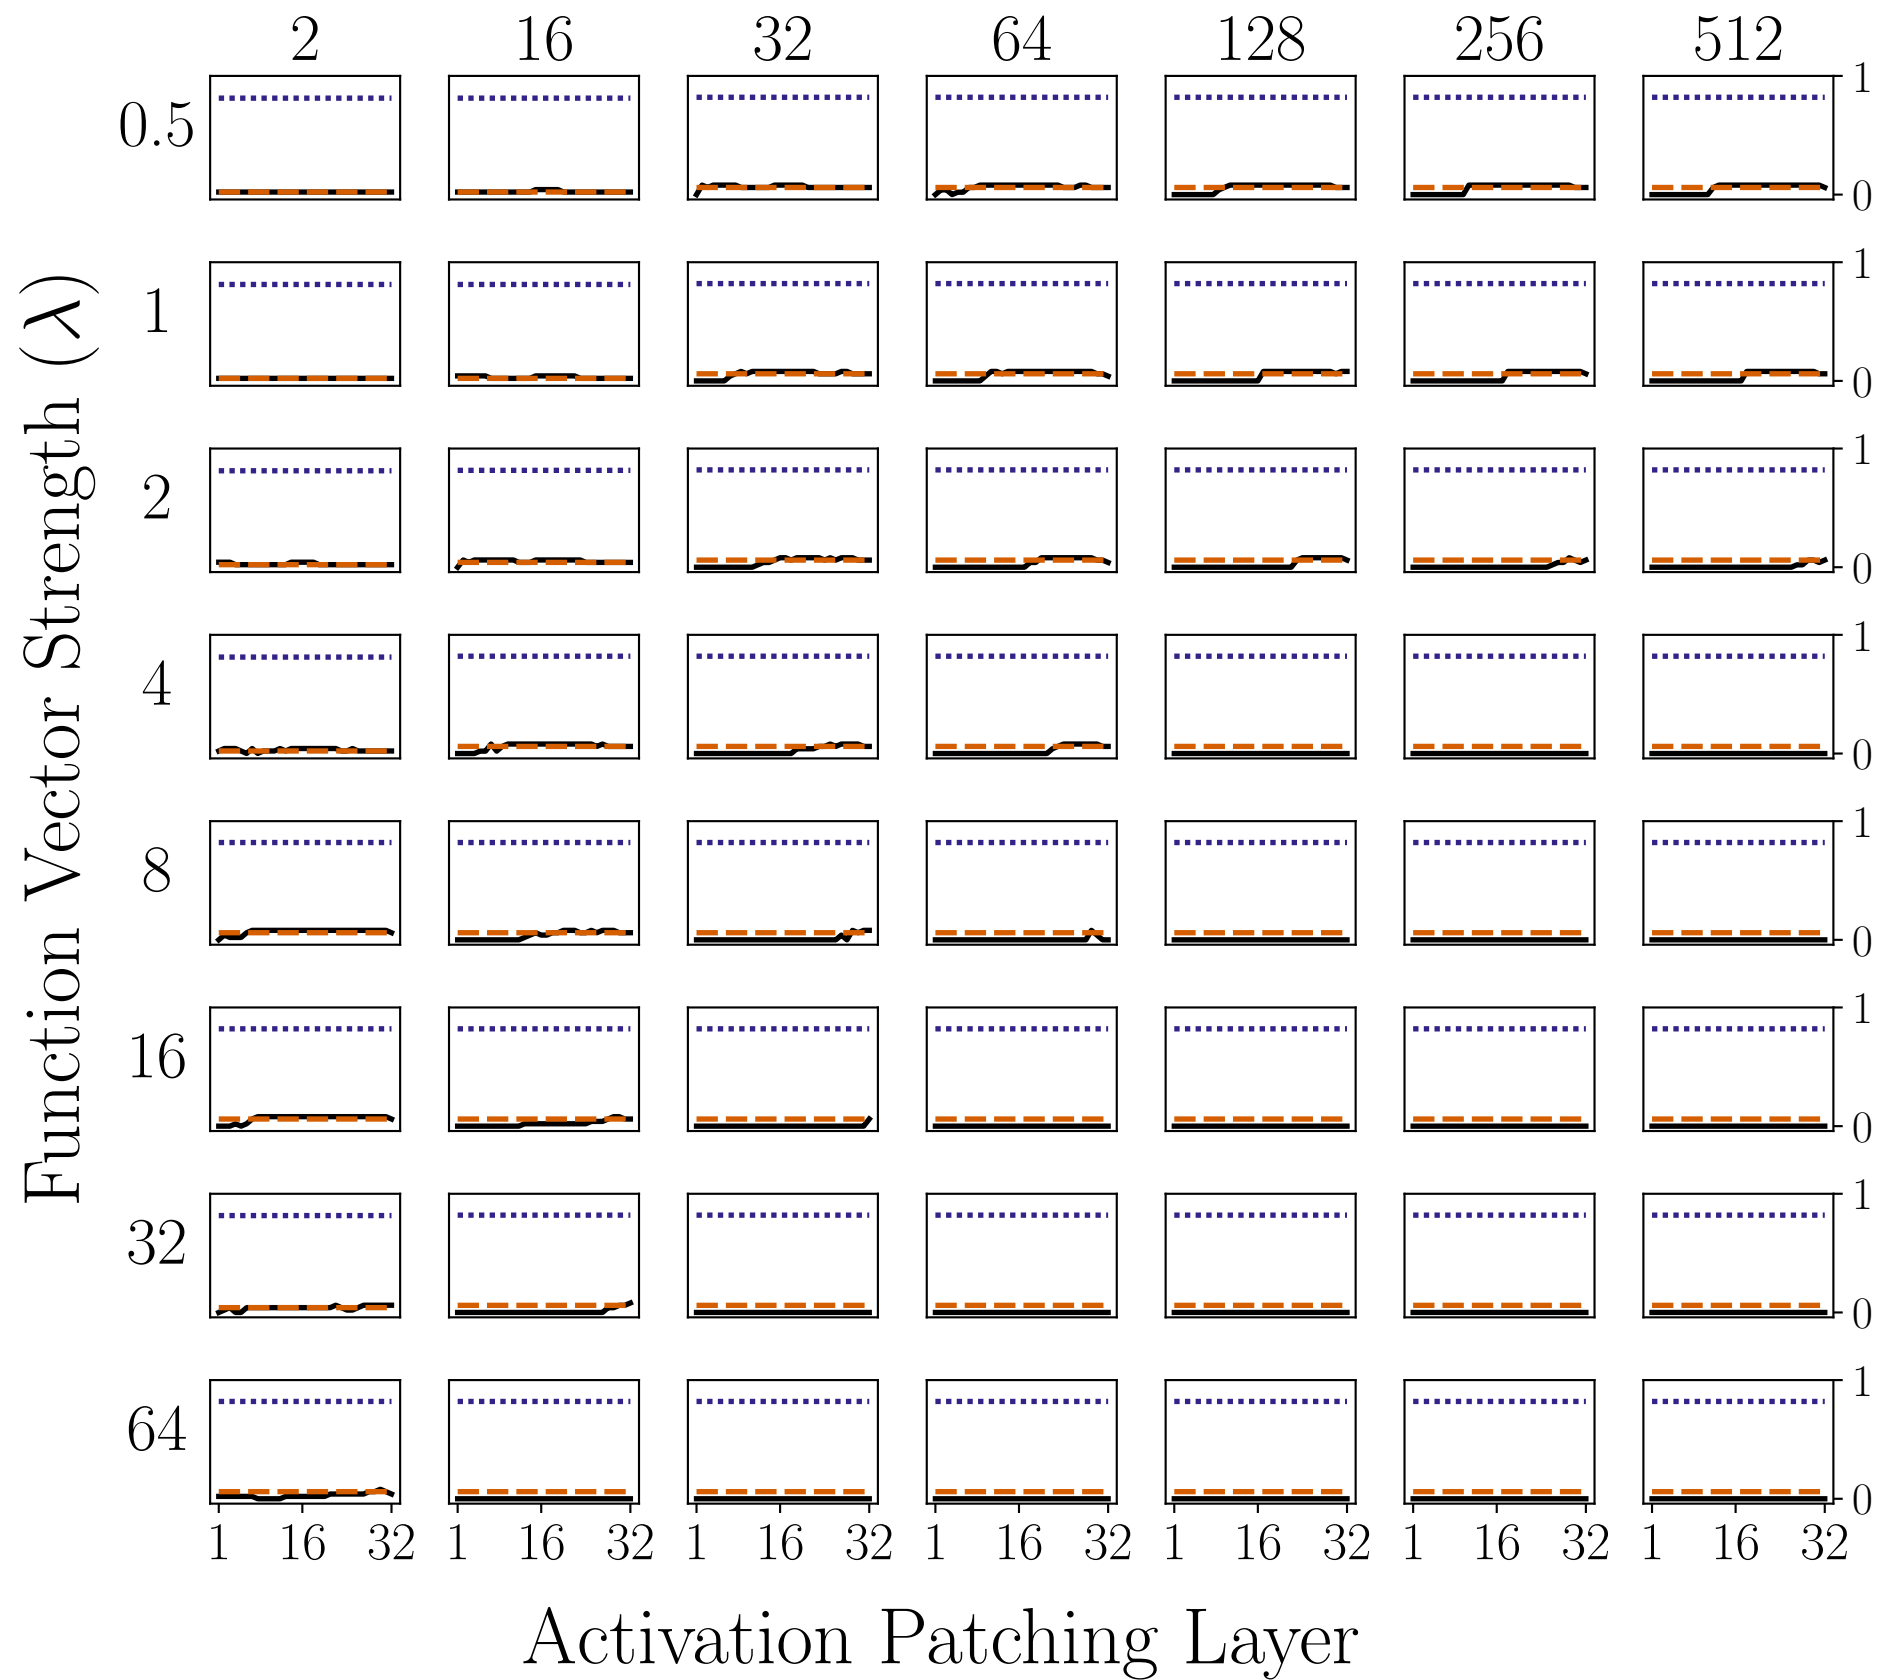 2 16 32 64 128 256 512
Function Vector Strength (λ)
0.5 1 0
1 1 0
2 1 0
4 1 0
8 1 0
16 1 0
32 1 0
64 1 0
1 16 32 1 16 32 1 16 32 1 16 32 1 16 32 1 16 32 1 16 32
Activation Patching Layer